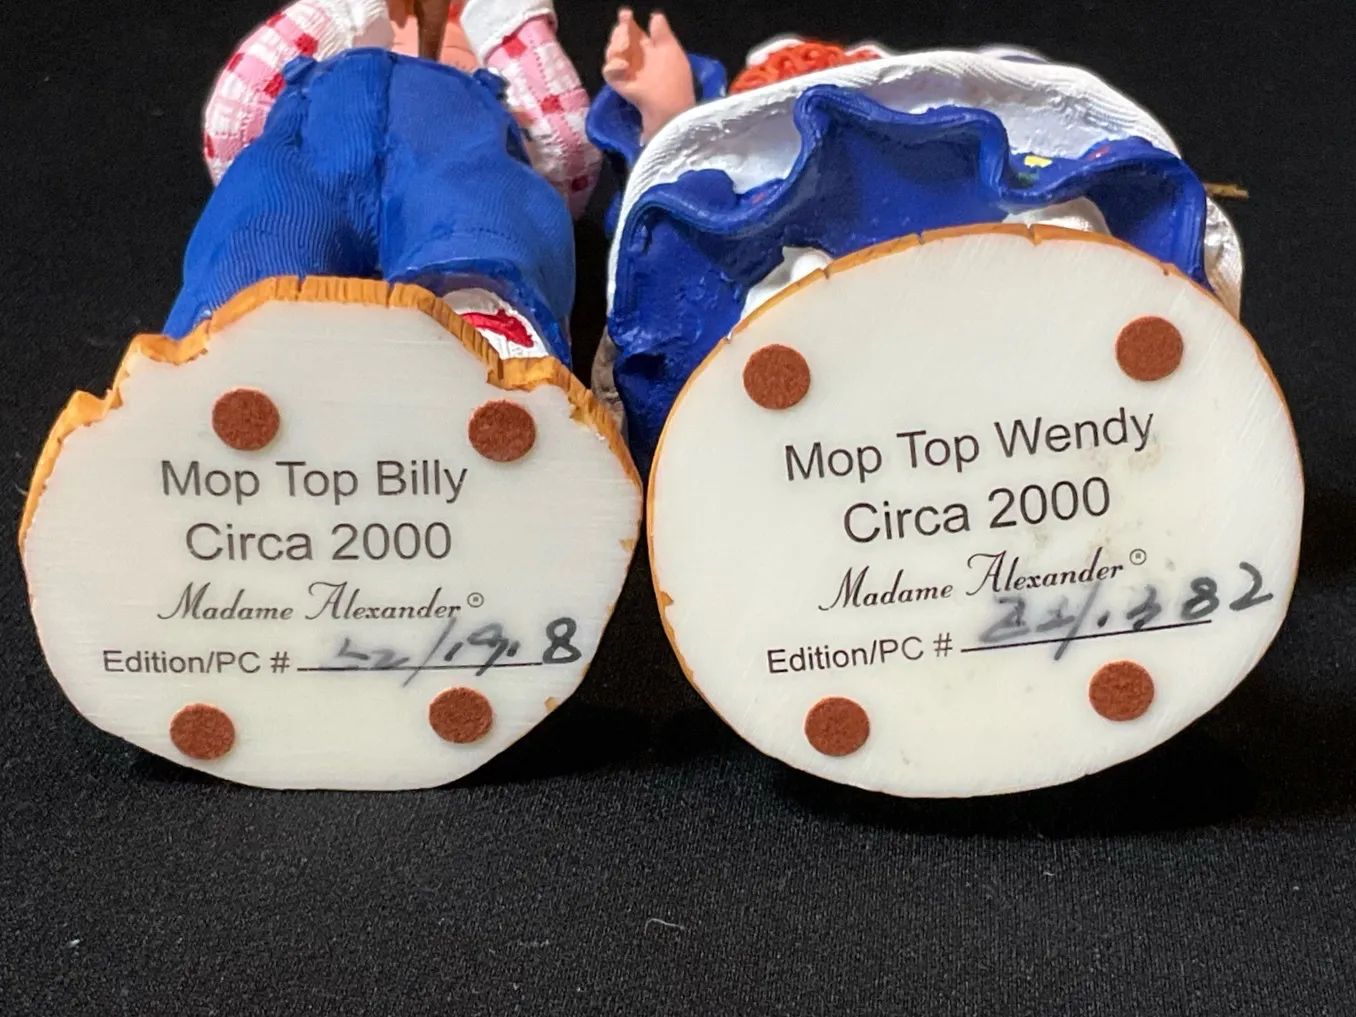 Mop Top Billy
Circa 2000
Madame Alexander®
Edition/PC #
Mop Top Wendy
Circa 2000
Madame Alexander®
Edition/PC #